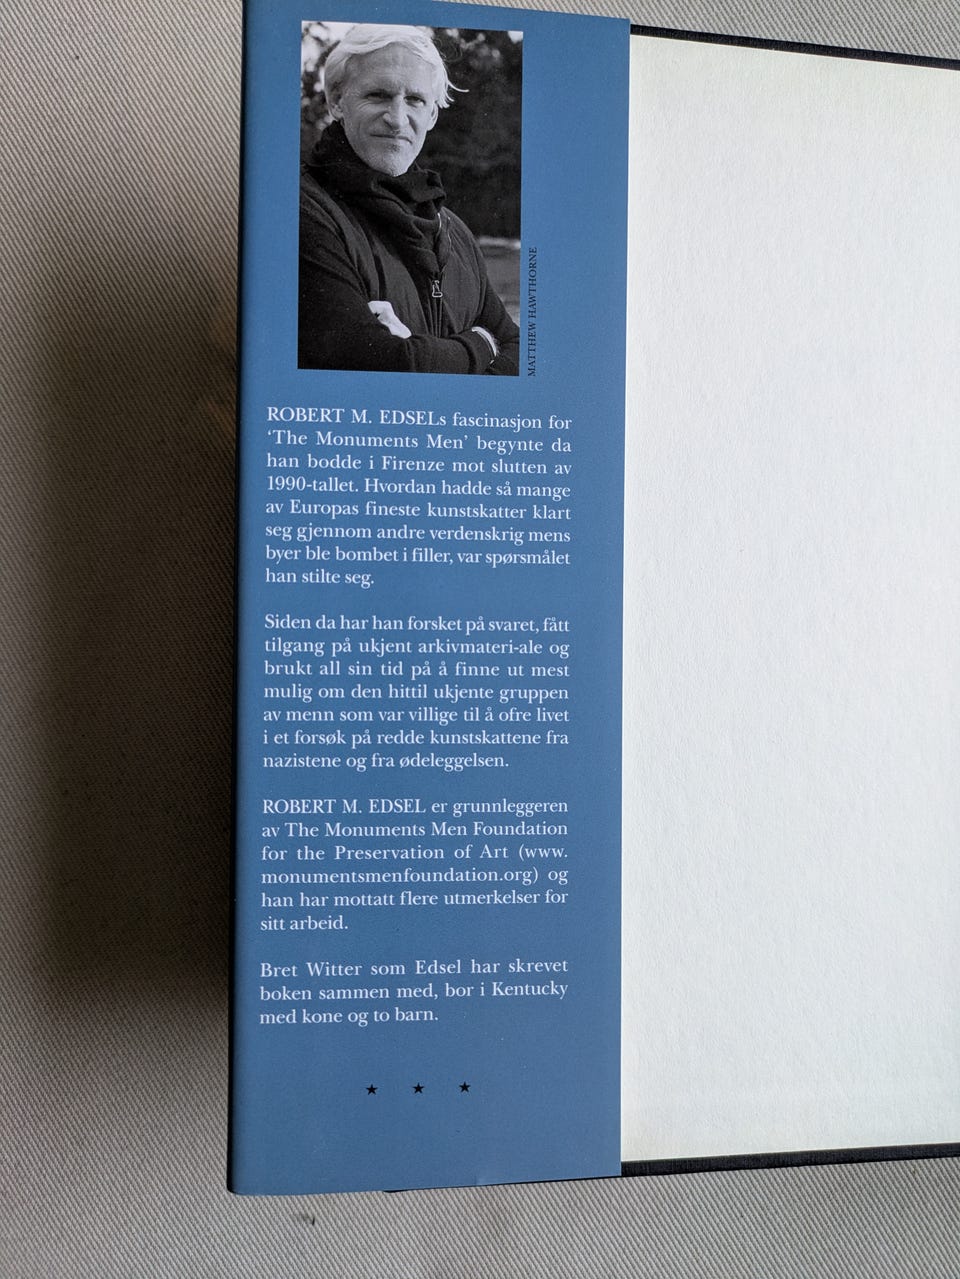 MATTHEW HAWTHORNE
ROBERT M. EDSELs fascinasjon for
‘The Monuments Men’ begynte da
han bodde i Firenze mot slutten av
1990-tallet. Hvordan hadde så mange
av Europas fineste kunstskatter klart
seg gjennom andre verdenskrig mens
byer ble bombet i filler, var spørsmålet
han stilte seg.
Siden da har han forsket på svaret, fått
tilgang på ukjent arkivmateri-ale og
brukt all sin tid på å finne ut mest
mulig om den hittil ukjente gruppen
av menn som var villige til å ofre livet
i et forsøk på redde kunstskattene fra
nazistene og fra ødeleggelsen.
ROBERT M. EDSEL er grunnleggeren
av The Monuments Men Foundation
for the Preservation of Art (www.
monumentsmenfoundation.org) og
han har mottatt flere utmerkelser for
sitt arbeid.
Bret Witter som Edsel har skrevet
boken sammen med, bor i Kentucky
med kone og to barn.